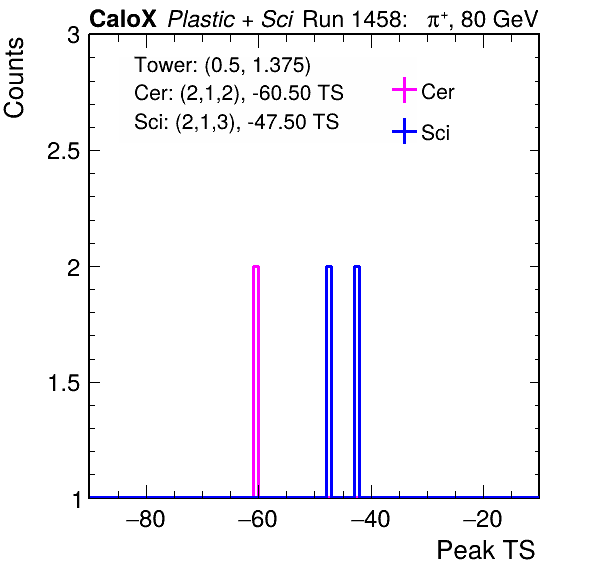 CaloX Plastic + Sci Run 1458: π⁺, 80 GeV
Counts
Tower: (0.5, 1.375)
Cer: (2,1,2), -60.50 TS
Sci: (2,1,3), -47.50 TS
Cer
Sci
3
2.5
2
1.5
1
−80 −60 −40 −20
Peak TS